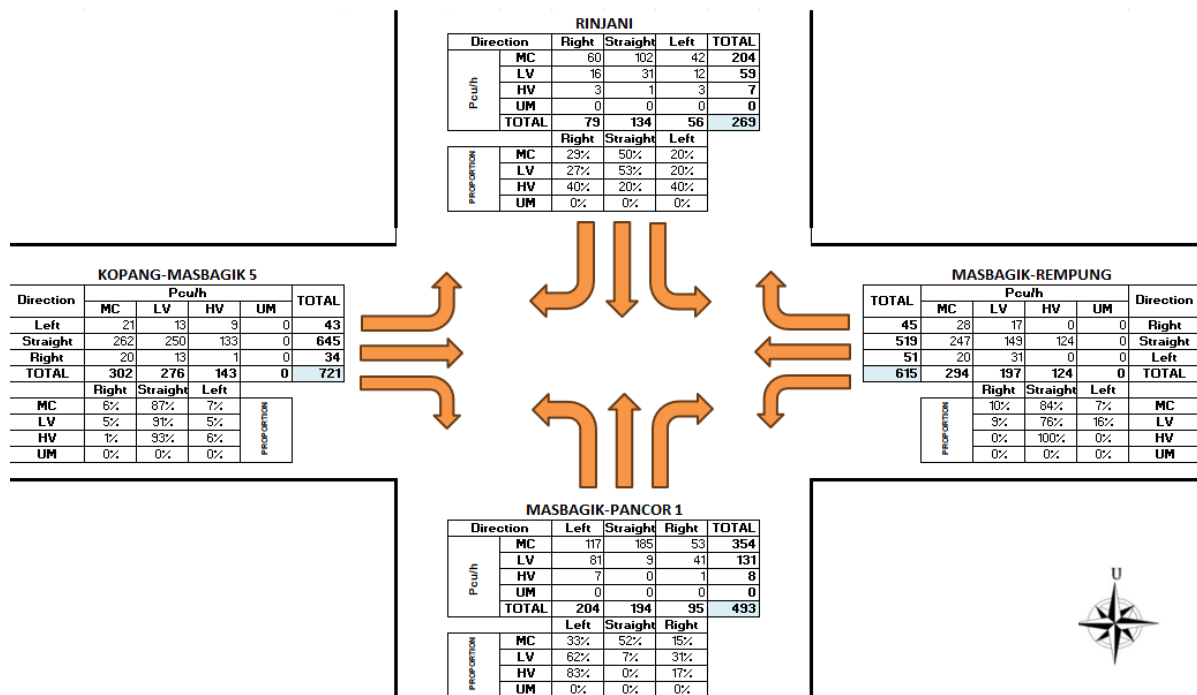 RINJANI
Direction Right Straight Left TOTAL
Pcu/h MC 60 102 42 204
LV 16 31 12 59
HV 3 1 3 7
UM 0 0 0 0
TOTAL 79 134 56 269
Right Straight Left
PROPORTION MC 29% 50% 20%
LV 27% 53% 20%
HV 40% 20% 40%
UM 0% 0% 0%
KOPANG-MASBAGIK 5
Direction Pcu/h TOTAL
MC LV HV UM
Left 21 13 9 0 43
Straight 262 250 133 0 645
Right 20 13 1 0 34
TOTAL 302 276 143 0 721
Right Straight Left
MC 6% 87% 7% PROPORTION
LV 5% 91% 5%
HV 1% 93% 6%
UM 0% 0% 0%
MASBAGIK-REMPUNG
TOTAL Pcu/h Direction
MC LV HV UM
45 28 17 0 0 Right
519 247 149 124 0 Straight
51 20 31 0 0 Left
615 294 197 124 0 TOTAL
Right Straight Left
PROPORTION 10% 84% 7% MC
9% 76% 16% LV
0% 100% 0% HV
0% 0% 0% UM
MASBAGIK-PANCOR 1
Direction Left Straight Right TOTAL
Pcu/h MC 117 185 53 354
LV 81 9 41 131
HV 7 0 1 8
UM 0 0 0 0
TOTAL 204 194 95 493
Left Straight Right
PROPORTION MC 33% 52% 15%
LV 62% 7% 31%
HV 83% 0% 17%
UM 0% 0% 0%
U